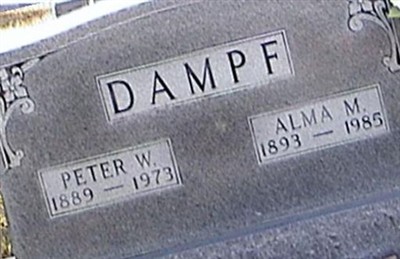 DAMPF
PETER W.
1889 — 1973
ALMA M.
1893 — 1985